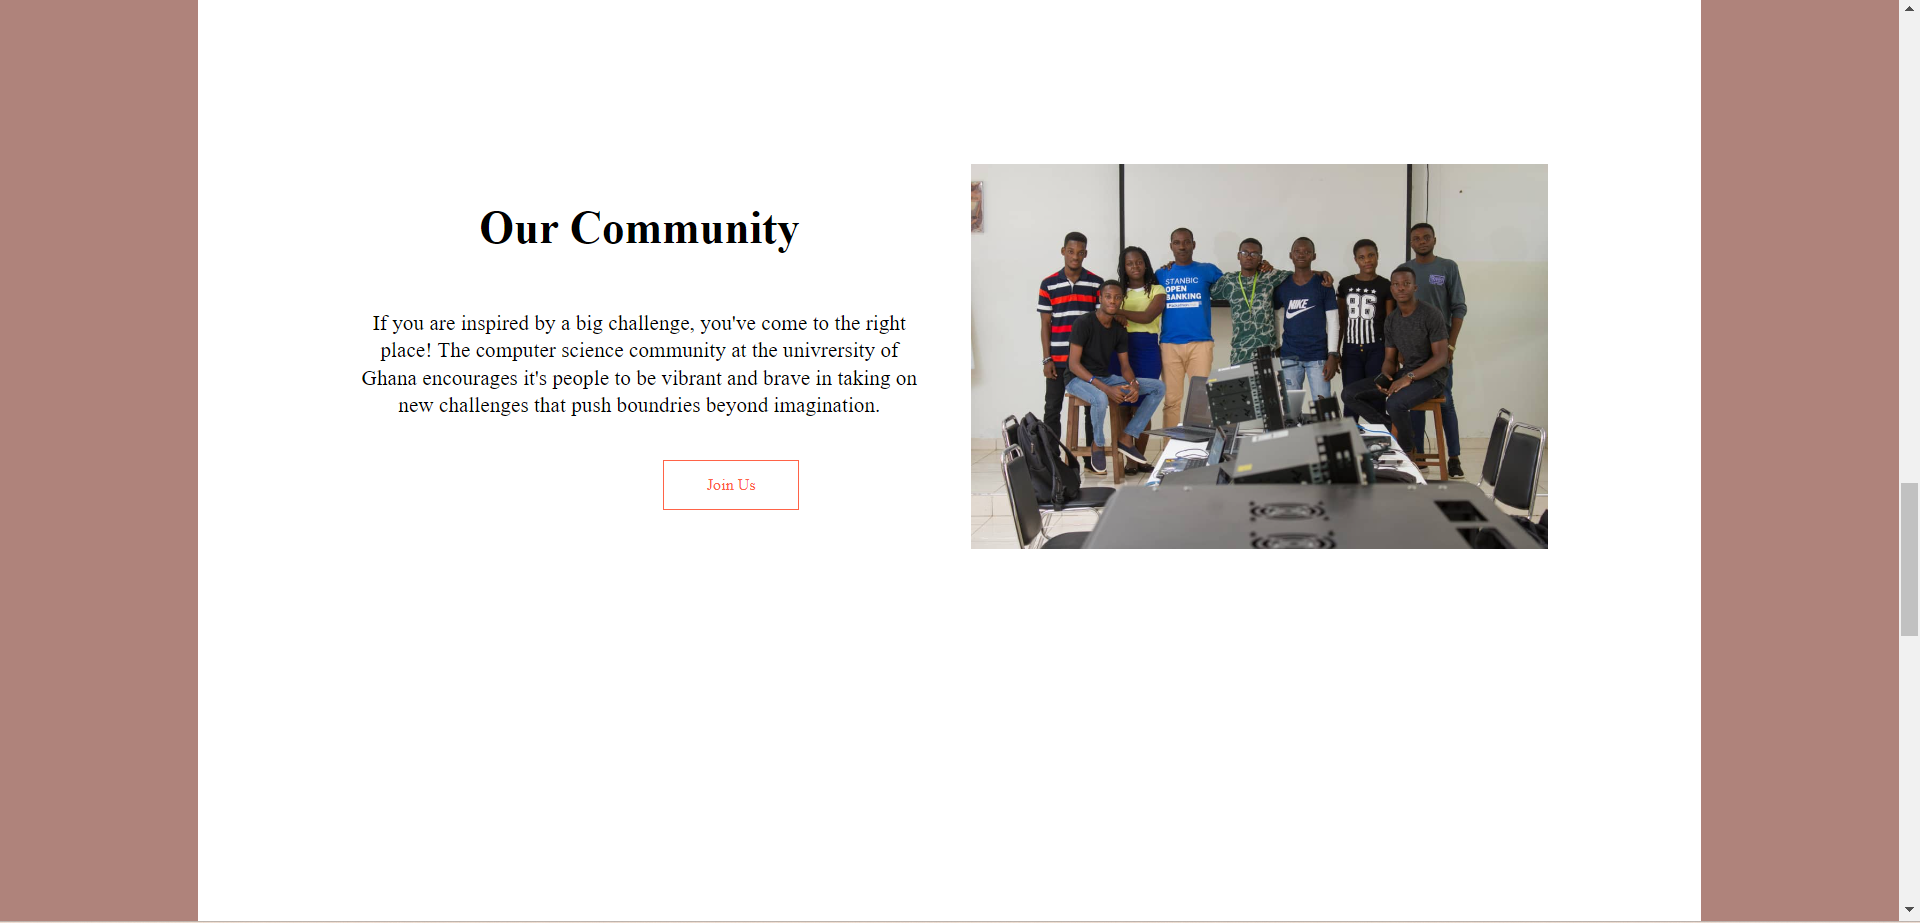 Our Community
If you are inspired by a big challenge, you've come to the right
place! The computer science community at the univrersity of
Ghana encourages it's people to be vibrant and brave in taking on
new challenges that push boundries beyond imagination.
Join Us
STANBIC
OPEN
BANKING
NIKE
86